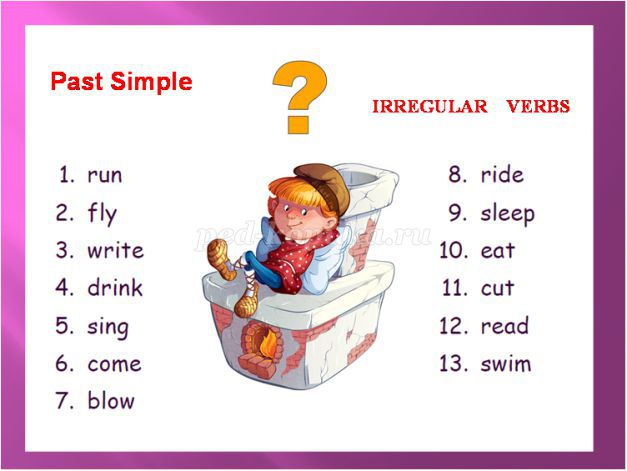 Past Simple
?
IRREGULAR VERBS
1. run
2. fly
3. write
4. drink
5. sing
6. come
7. blow
8. ride
9. sleep
10. eat
11. cut
12. read
13. swim